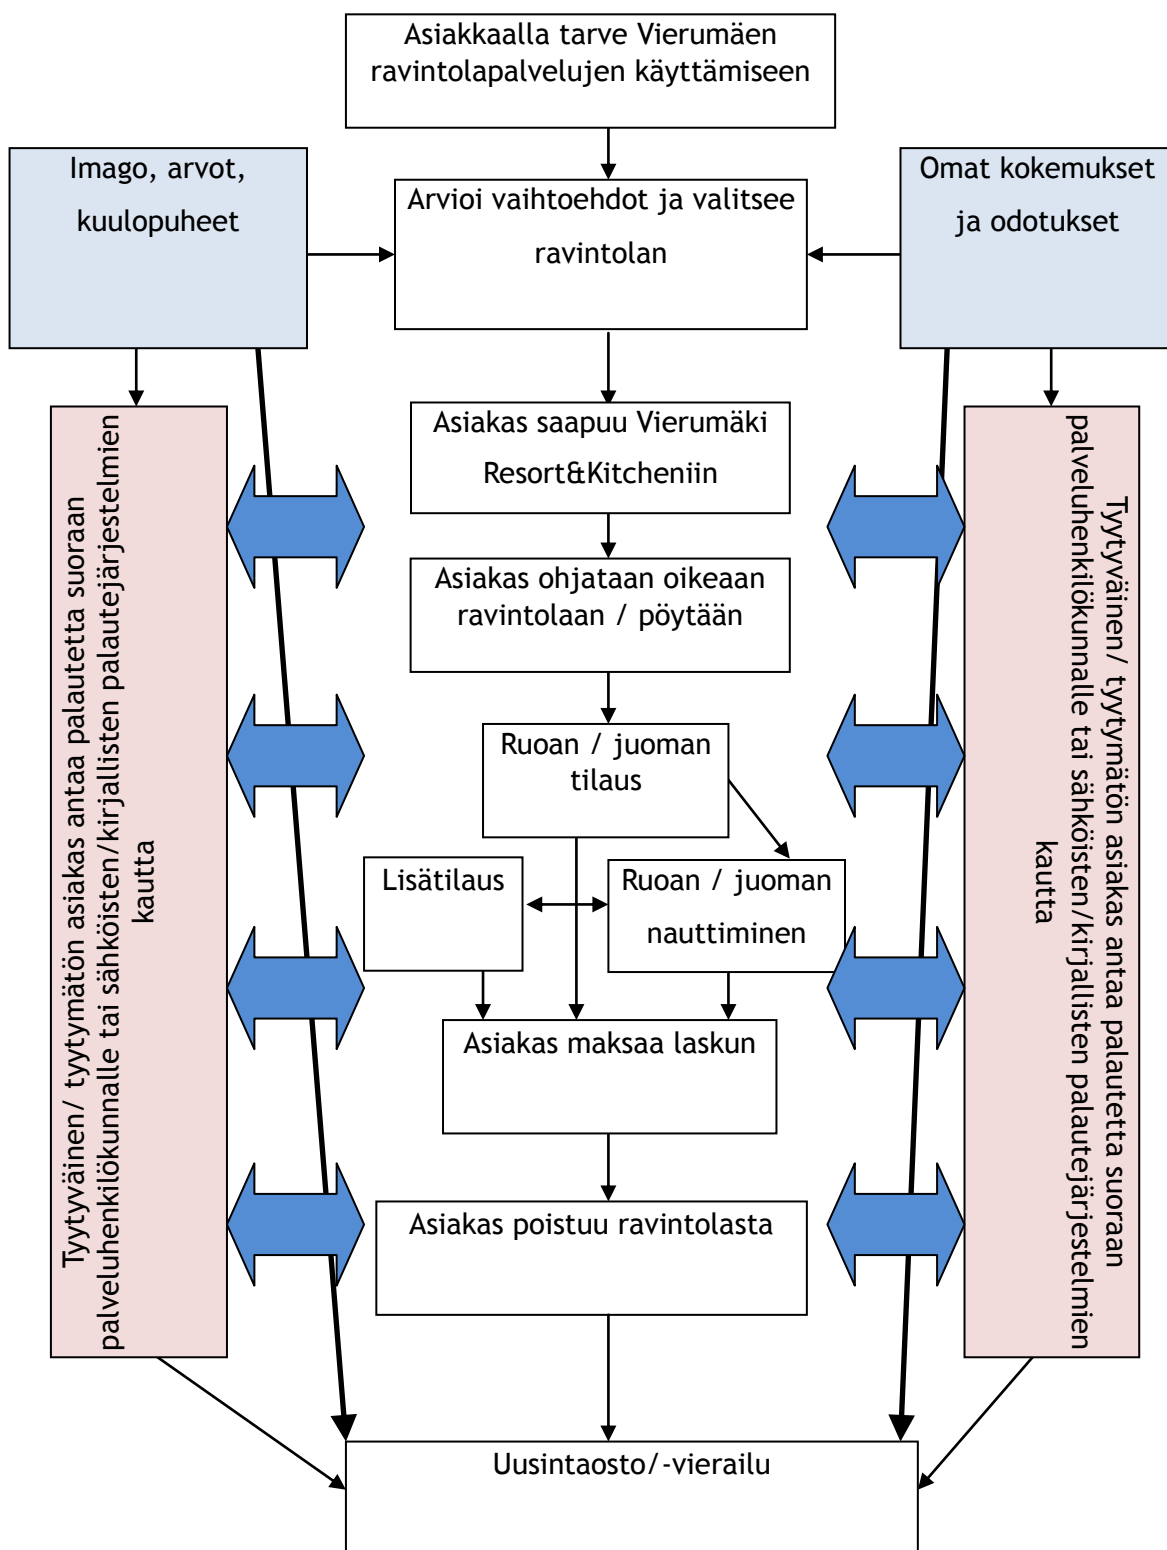 Asiakkaalla tarve Vierumäen
ravintolapalvelujen käyttämiseen
Imago, arvot,
kuulopuheet
Arvioi vaihtoehdot ja valitsee
ravintolan
Omat kokemukset
ja odotukset
Asiakas saapuu Vierumäki
Resort&Kitcheniin
Asiakas ohjataan oikeaan
ravintolaan / pöytään
Ruoan / juoman
tilaus
Lisätilaus
Ruoan / juoman
nauttiminen
Asiakas maksaa laskun
Asiakas poistuu ravintolasta
Tyytyväinen/ tyytymätön asiakas antaa palautetta suoraan
palveluhenkilökunnalle tai sähköisten/kirjallisten palautejärjestelmien
kautta
Tyytyväinen/ tyytymätön asiakas antaa palautetta suoraan
palveluhenkilökunnalle tai sähköisten/kirjallisten palautejärjestelmien
kautta
Uusintaosto/-vierailu